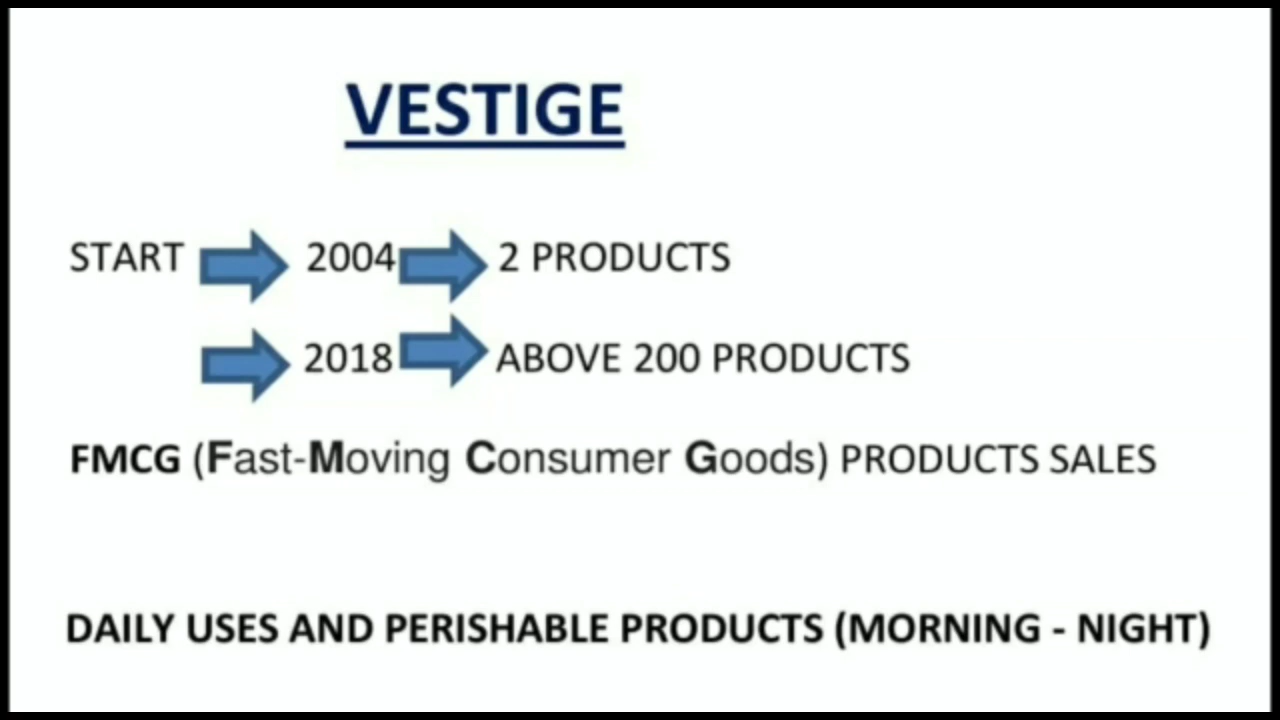 VESTIGE
START 2004 2 PRODUCTS
2018 ABOVE 200 PRODUCTS
FMCG (Fast-Moving Consumer Goods) PRODUCTS SALES
DAILY USES AND PERISHABLE PRODUCTS (MORNING - NIGHT)